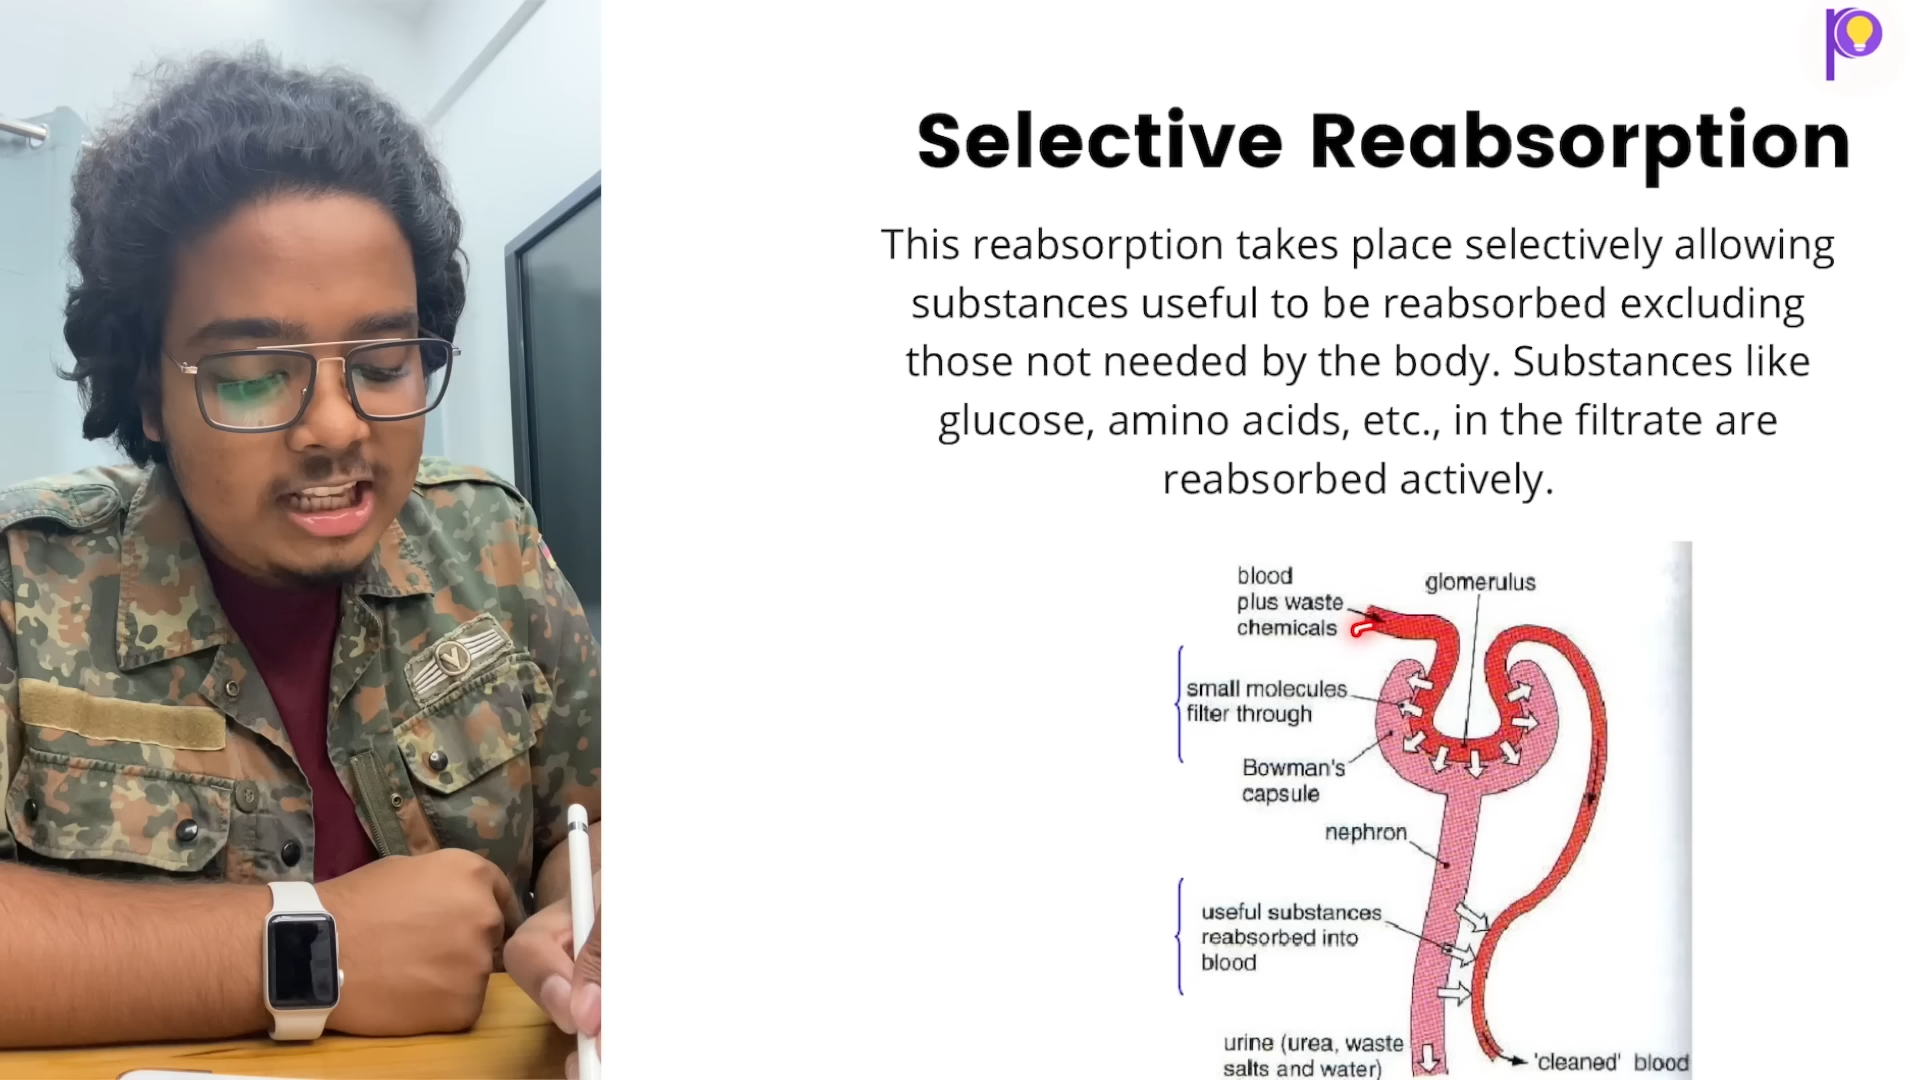 Selective Reabsorption
This reabsorption takes place selectively allowing
substances useful to be reabsorbed excluding
those not needed by the body. Substances like
glucose, amino acids, etc., in the filtrate are
reabsorbed actively.
blood
plus waste
chemicals
glomerulus
small molecules
filter through
Bowman's
capsule
nephron
useful substances
reabsorbed into
blood
urine (urea, waste
salts and water)
'cleaned' blood